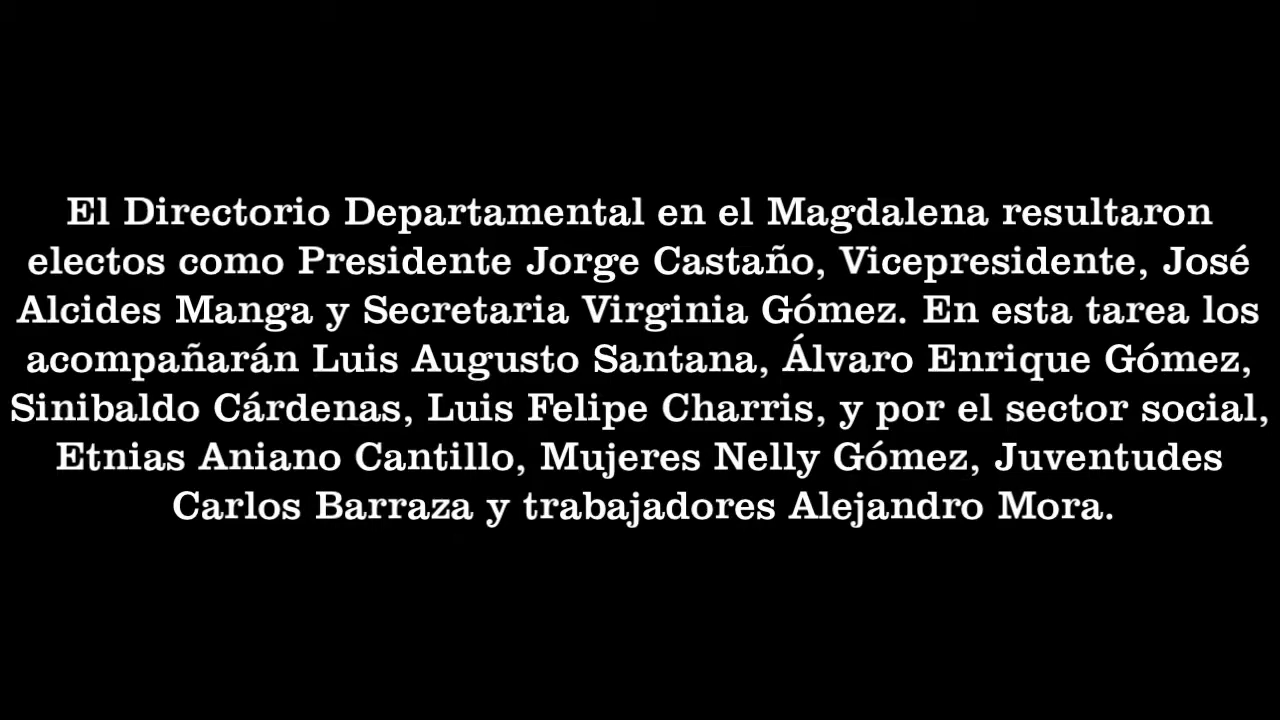 El Directorio Departamental en el Magdalena resultaron
electos como Presidente Jorge Castaño, Vicepresidente, José
Alcides Manga y Secretaria Virginia Gómez. En esta tarea los
acompañarán Luis Augusto Santana, Álvaro Enrique Gómez,
Sinibaldo Cárdenas, Luis Felipe Charris, y por el sector social,
Etnias Aniano Cantillo, Mujeres Nelly Gómez, Juventudes
Carlos Barraza y trabajadores Alejandro Mora.